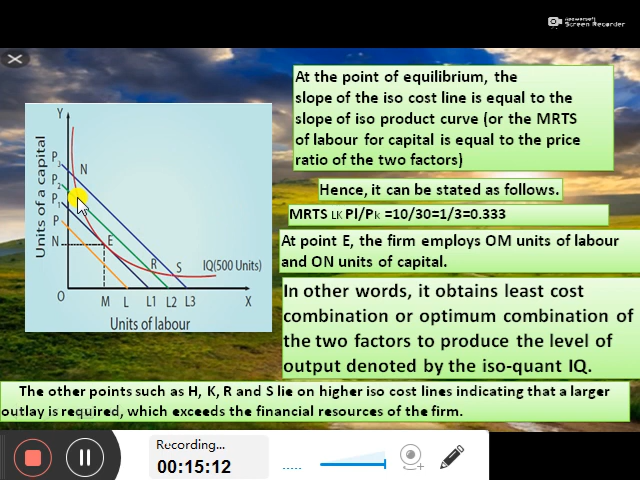 Apowersoft
Screen Recorder
At the point of equilibrium, the
slope of the iso cost line is equal to the
slope of iso product curve (or the MRTS
of labour for capital is equal to the price
ratio of the two factors)
Hence, it can be stated as follows.
MRTS LK Pl/Pk =10/30=1/3=0.333
At point E, the firm employs OM units of labour
and ON units of capital.
In other words, it obtains least cost
combination or optimum combination of
the two factors to produce the level of
output denoted by the iso-quant IQ.
Y
Units of a capital
P3
N
P2
P1
P
N
E
R
S
IQ(500 Units)
O
M
L
L1
L2
L3
X
Units of labour
The other points such as H, K, R and S lie on higher iso cost lines indicating that a larger
outlay is required, which exceeds the financial resources of the firm.
Recording...
00:15:12